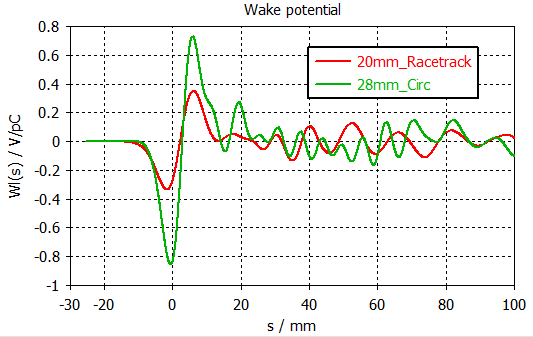 Wake potential
0.8
0.6
0.4
0.2
0
-0.2
-0.4
-0.6
-0.8
-1
Wl(s) / V/pC
20mm_Racetrack
28mm_Circ
-30 -20 0 20 40 60 80 100
s / mm